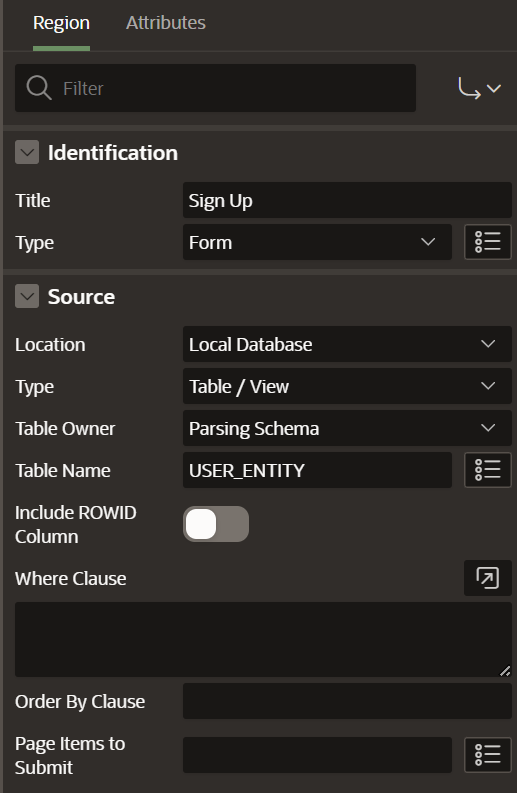 Region Attributes
Filter
Identification
Title Sign Up
Type Form
Source
Location Local Database
Type Table / View
Table Owner Parsing Schema
Table Name USER_ENTITY
Include ROWID
Column
Where Clause
Order By Clause
Page Items to
Submit